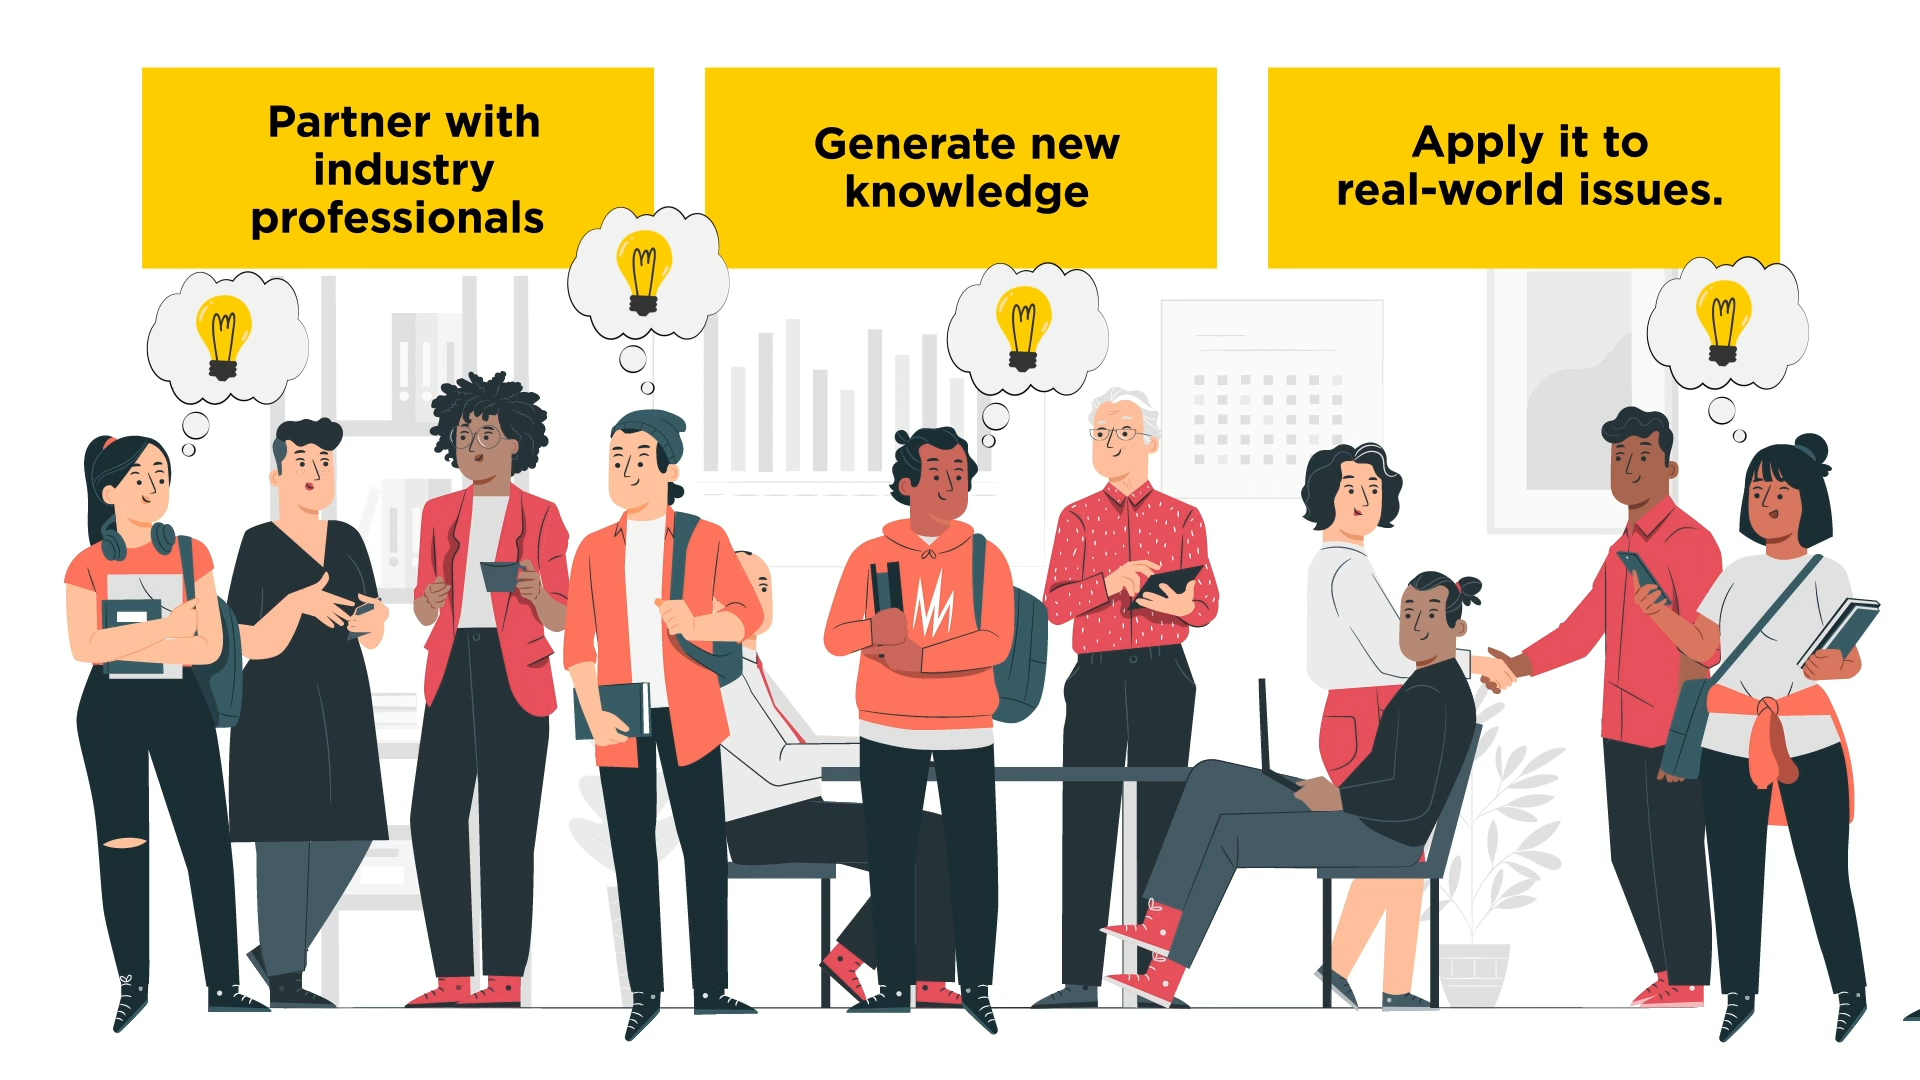 Partner with
industry
professionals
Generate new
knowledge
Apply it to
real-world issues.